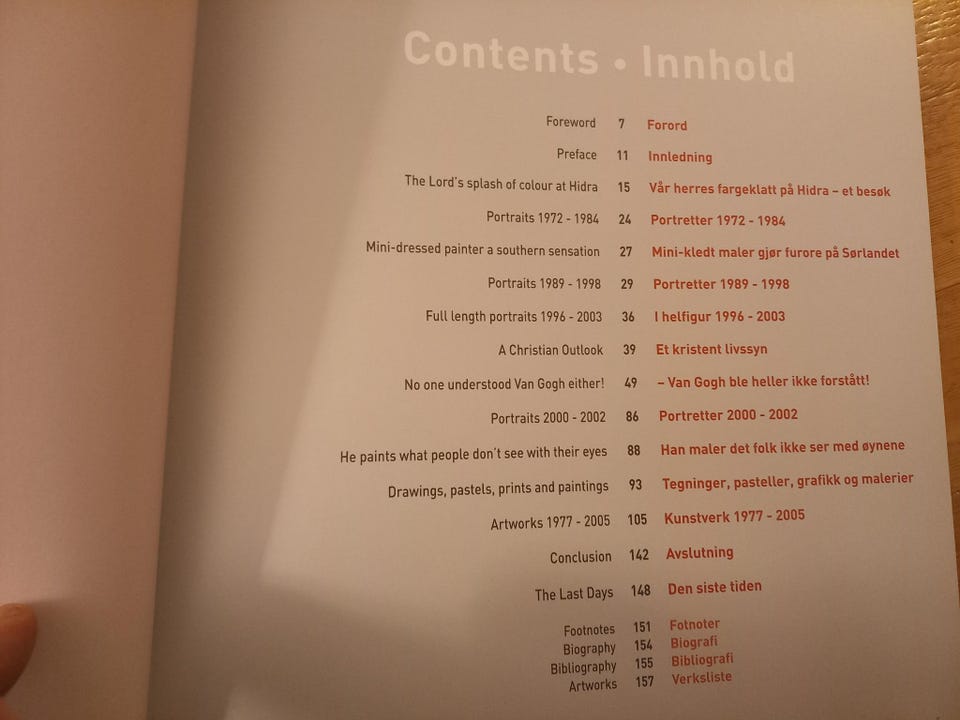 Contents • Innhold
Foreword 7 Forord
Preface 11 Innledning
The Lord's splash of colour at Hidra 15 Vår herres fargeklatt på Hidra – et besøk
Portraits 1972 - 1984 24 Portretter 1972 - 1984
Mini-dressed painter a southern sensation 27 Mini-kledt maler gjør furore på Sørlandet
Portraits 1989 - 1998 29 Portretter 1989 - 1998
Full length portraits 1996 - 2003 36 I helfigur 1996 - 2003
A Christian Outlook 39 Et kristent livssyn
No one understood Van Gogh either! 49 – Van Gogh ble heller ikke forstått!
Portraits 2000 - 2002 86 Portretter 2000 - 2002
He paints what people don't see with their eyes 88 Han maler det folk ikke ser med øynene
Drawings, pastels, prints and paintings 93 Tegninger, pasteller, grafikk og malerier
Artworks 1977 - 2005 105 Kunstverk 1977 - 2005
Conclusion 142 Avslutning
The Last Days 148 Den siste tiden
Footnotes 151 Fotnoter
Biography 154 Biografi
Bibliography 155 Bibliografi
Artworks 157 Verksliste